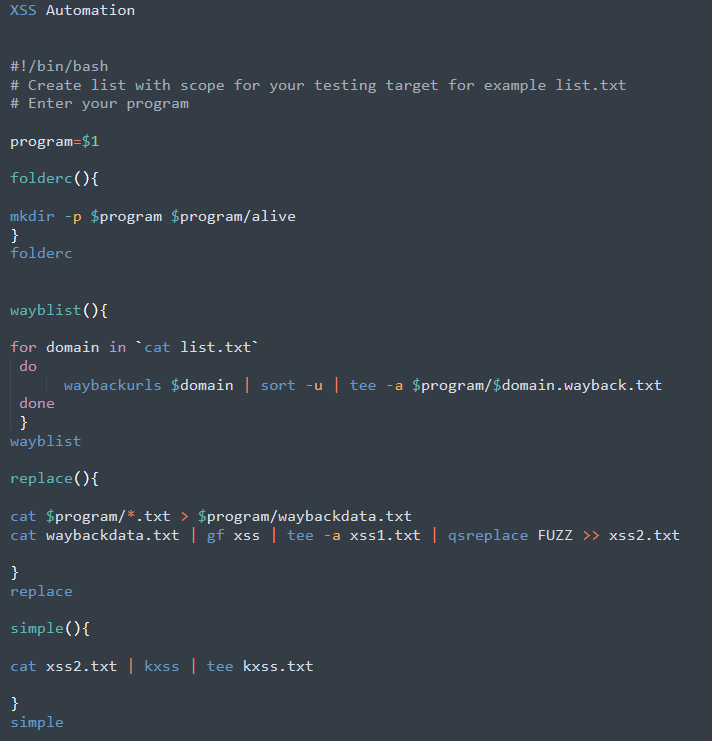 XSS Automation
#!/bin/bash
# Create list with scope for your testing target for example list.txt
# Enter your program
program=$1
folderc(){
mkdir -p $program $program/alive
}
folderc
wayblist(){
for domain in `cat list.txt`
do
waybackurls $domain | sort -u | tee -a $program/$domain.wayback.txt
done
}
wayblist
replace(){
cat $program/*.txt > $program/waybackdata.txt
cat waybackdata.txt | gf xss | tee -a xss1.txt | qsreplace FUZZ >> xss2.txt
}
replace
simple(){
cat xss2.txt | kxss | tee kxss.txt
}
simple